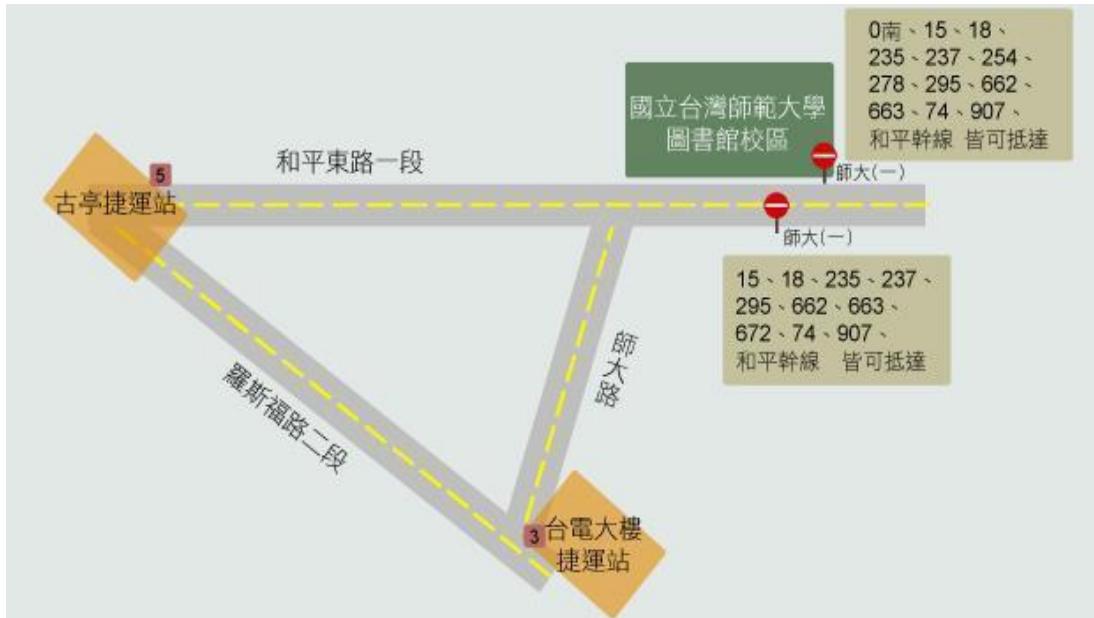 0南、15、18、
235、237、254、
278、295、662、
663、74、907、
和平幹線 皆可抵達
國立台灣師範大學
圖書館校區
師大(一)
和平東路一段
5
古亭捷運站
師大(一)
15、18、235、237、
295、662、663、
672、74、907、
和平幹線 皆可抵達
師大路
羅斯福路二段
3
台電大樓
捷運站